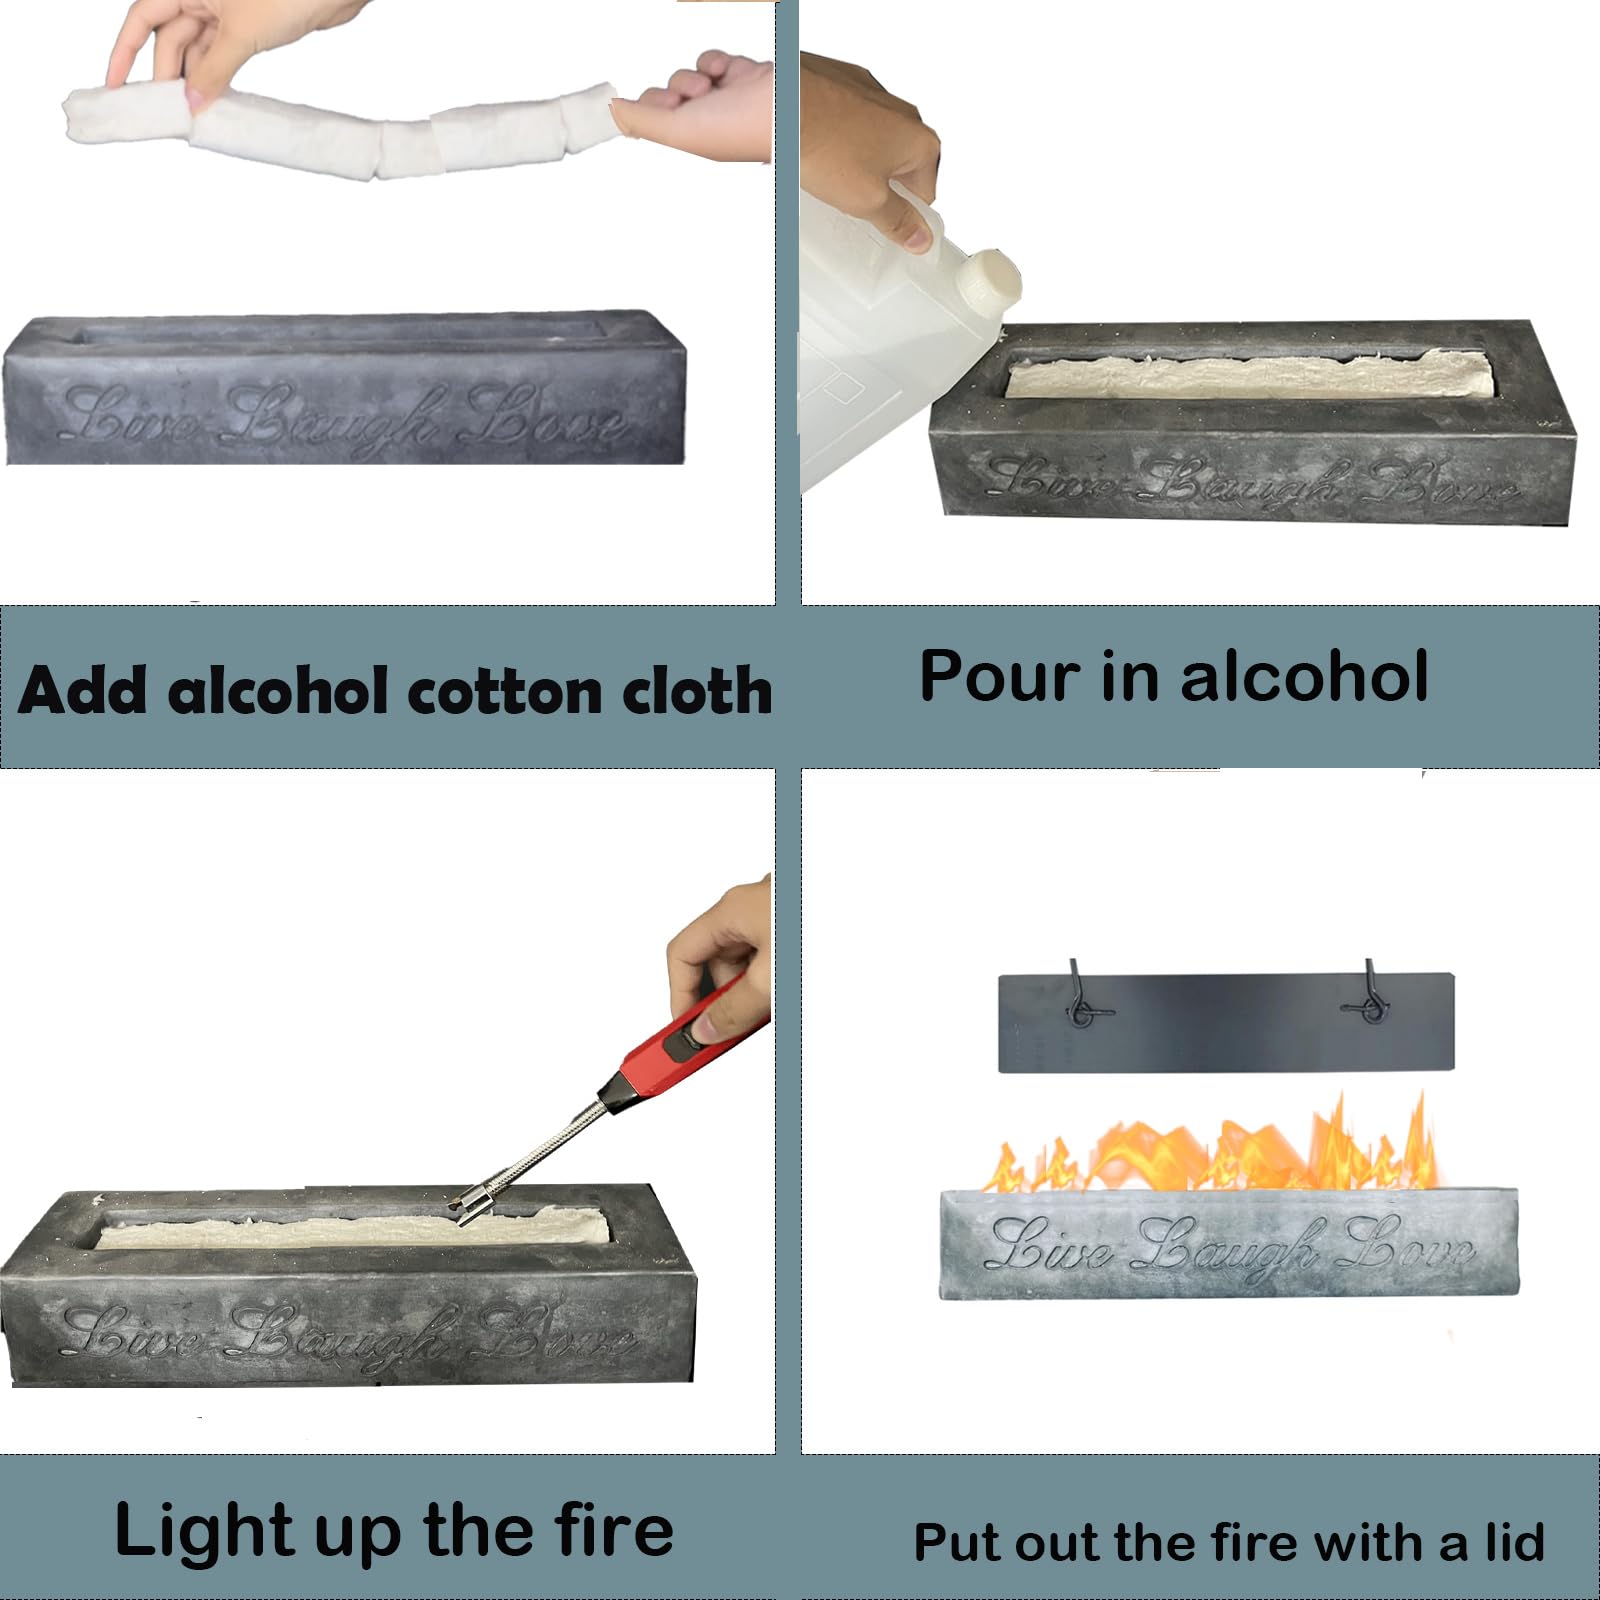 Live Laugh Love
Live Laugh Love
Add alcohol cotton cloth
Pour in alcohol
Live Laugh Love
Live Laugh Love
Light up the fire
Put out the fire with a lid